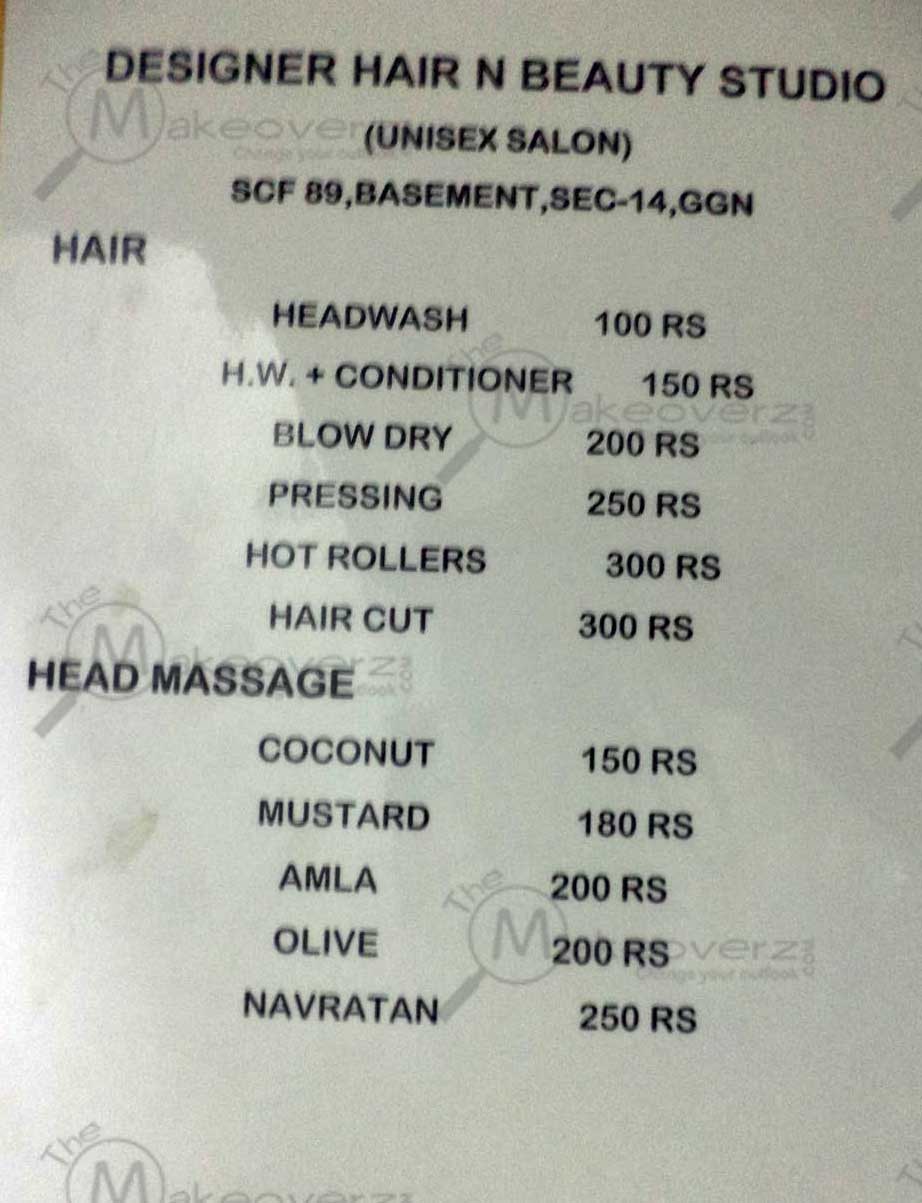 DESIGNER HAIR N BEAUTY STUDIO
(UNISEX SALON)
SCF 89,BASEMENT,SEC-14,GGN
HAIR
HEADWASH 100 RS
H.W. + CONDITIONER 150 RS
BLOW DRY 200 RS
PRESSING 250 RS
HOT ROLLERS 300 RS
HAIR CUT 300 RS
HEAD MASSAGE
COCONUT 150 RS
MUSTARD 180 RS
AMLA 200 RS
OLIVE 200 RS
NAVRATAN 250 RS
The Makeoverz